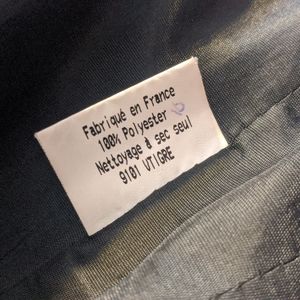 Fabriqué en France
100% Polyester
Nettoyage à sec seul
9101 VTIGRE